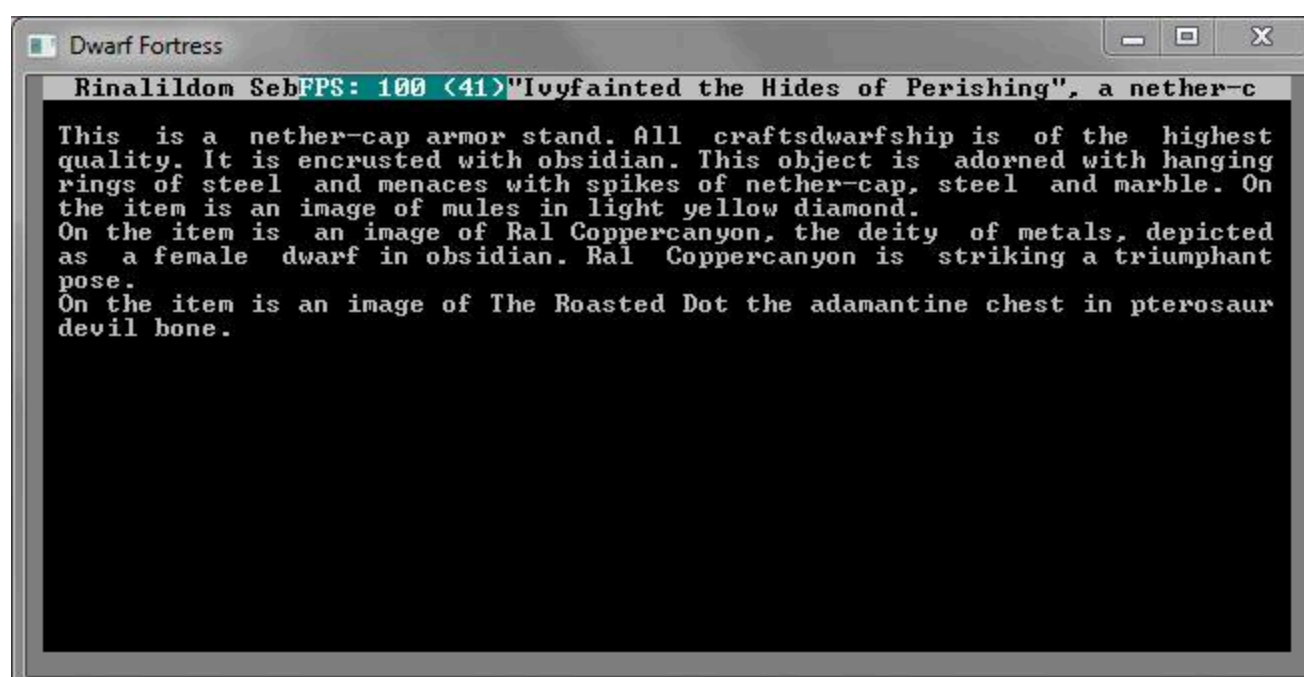 Dwarf Fortress
Rinalildom SebFPS: 100 (41)"Ivyfainted the Hides of Perishing", a nether-c
This is a nether-cap armor stand. All craftsdwarfship is of the highest
quality. It is encrusted with obsidian. This object is adorned with hanging
rings of steel and menaces with spikes of nether-cap, steel and marble. On
the item is an image of mules in light yellow diamond.
On the item is an image of Ral Coppercanyon, the deity of metals, depicted
as a female dwarf in obsidian. Ral Coppercanyon is striking a triumphant
pose.
On the item is an image of The Roasted Dot the adamantine chest in pterosaur
devil bone.